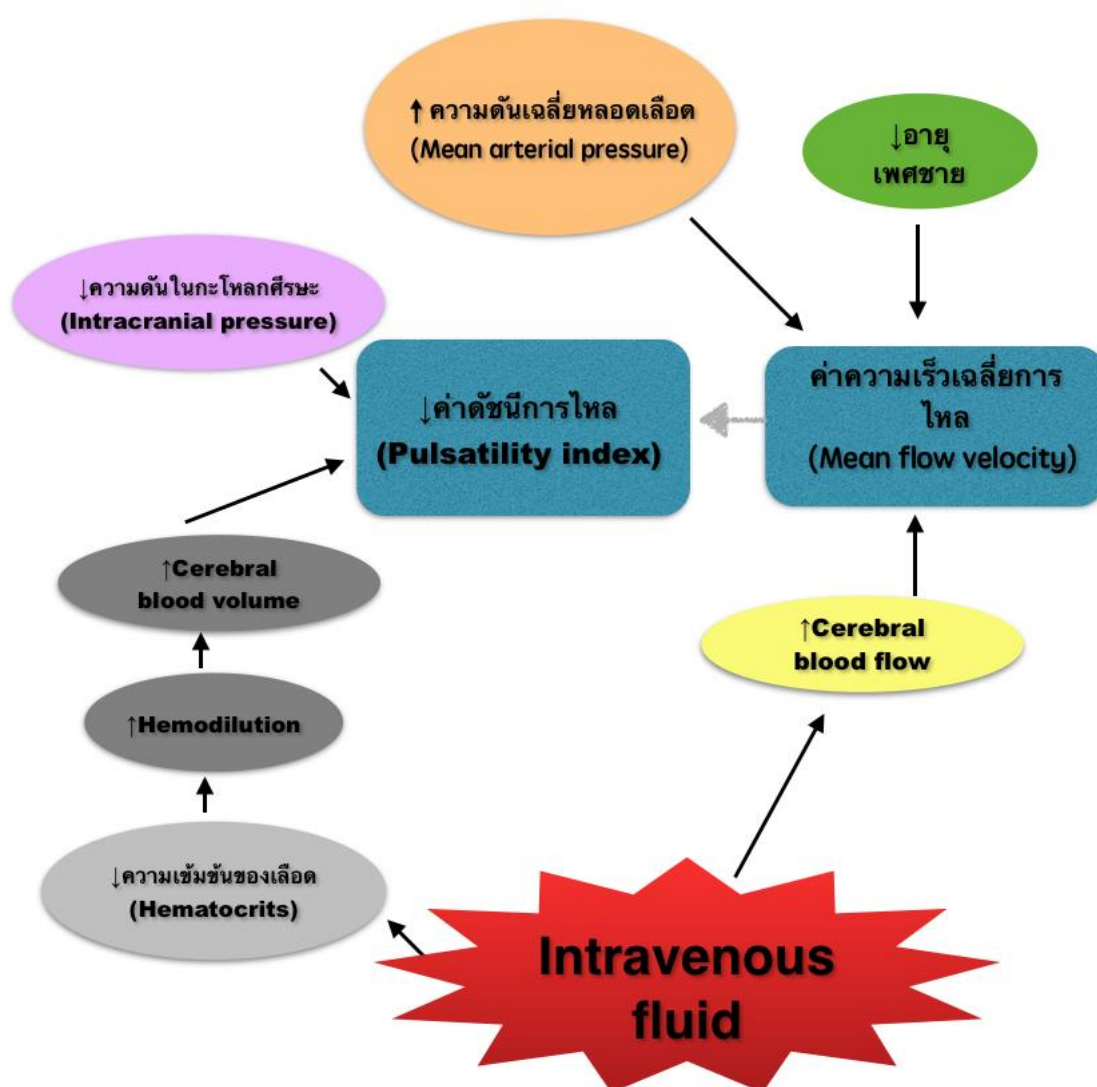 ↑ ความดันเฉลี่ยหลอดเลือด
(Mean arterial pressure)
↓อายุ
เพศชาย
↓ความดันในกะโหลกศีรษะ
(Intracranial pressure)
↓ค่าดัชนีการไหล
(Pulsatility index)
ค่าความเร็วเฉลี่ยการ
ไหล
(Mean flow velocity)
↑Cerebral
blood volume
↑Cerebral
blood flow
↑Hemodilution
↓ความเข้มข้นของเลือด
(Hematocrits)
Intravenous
fluid